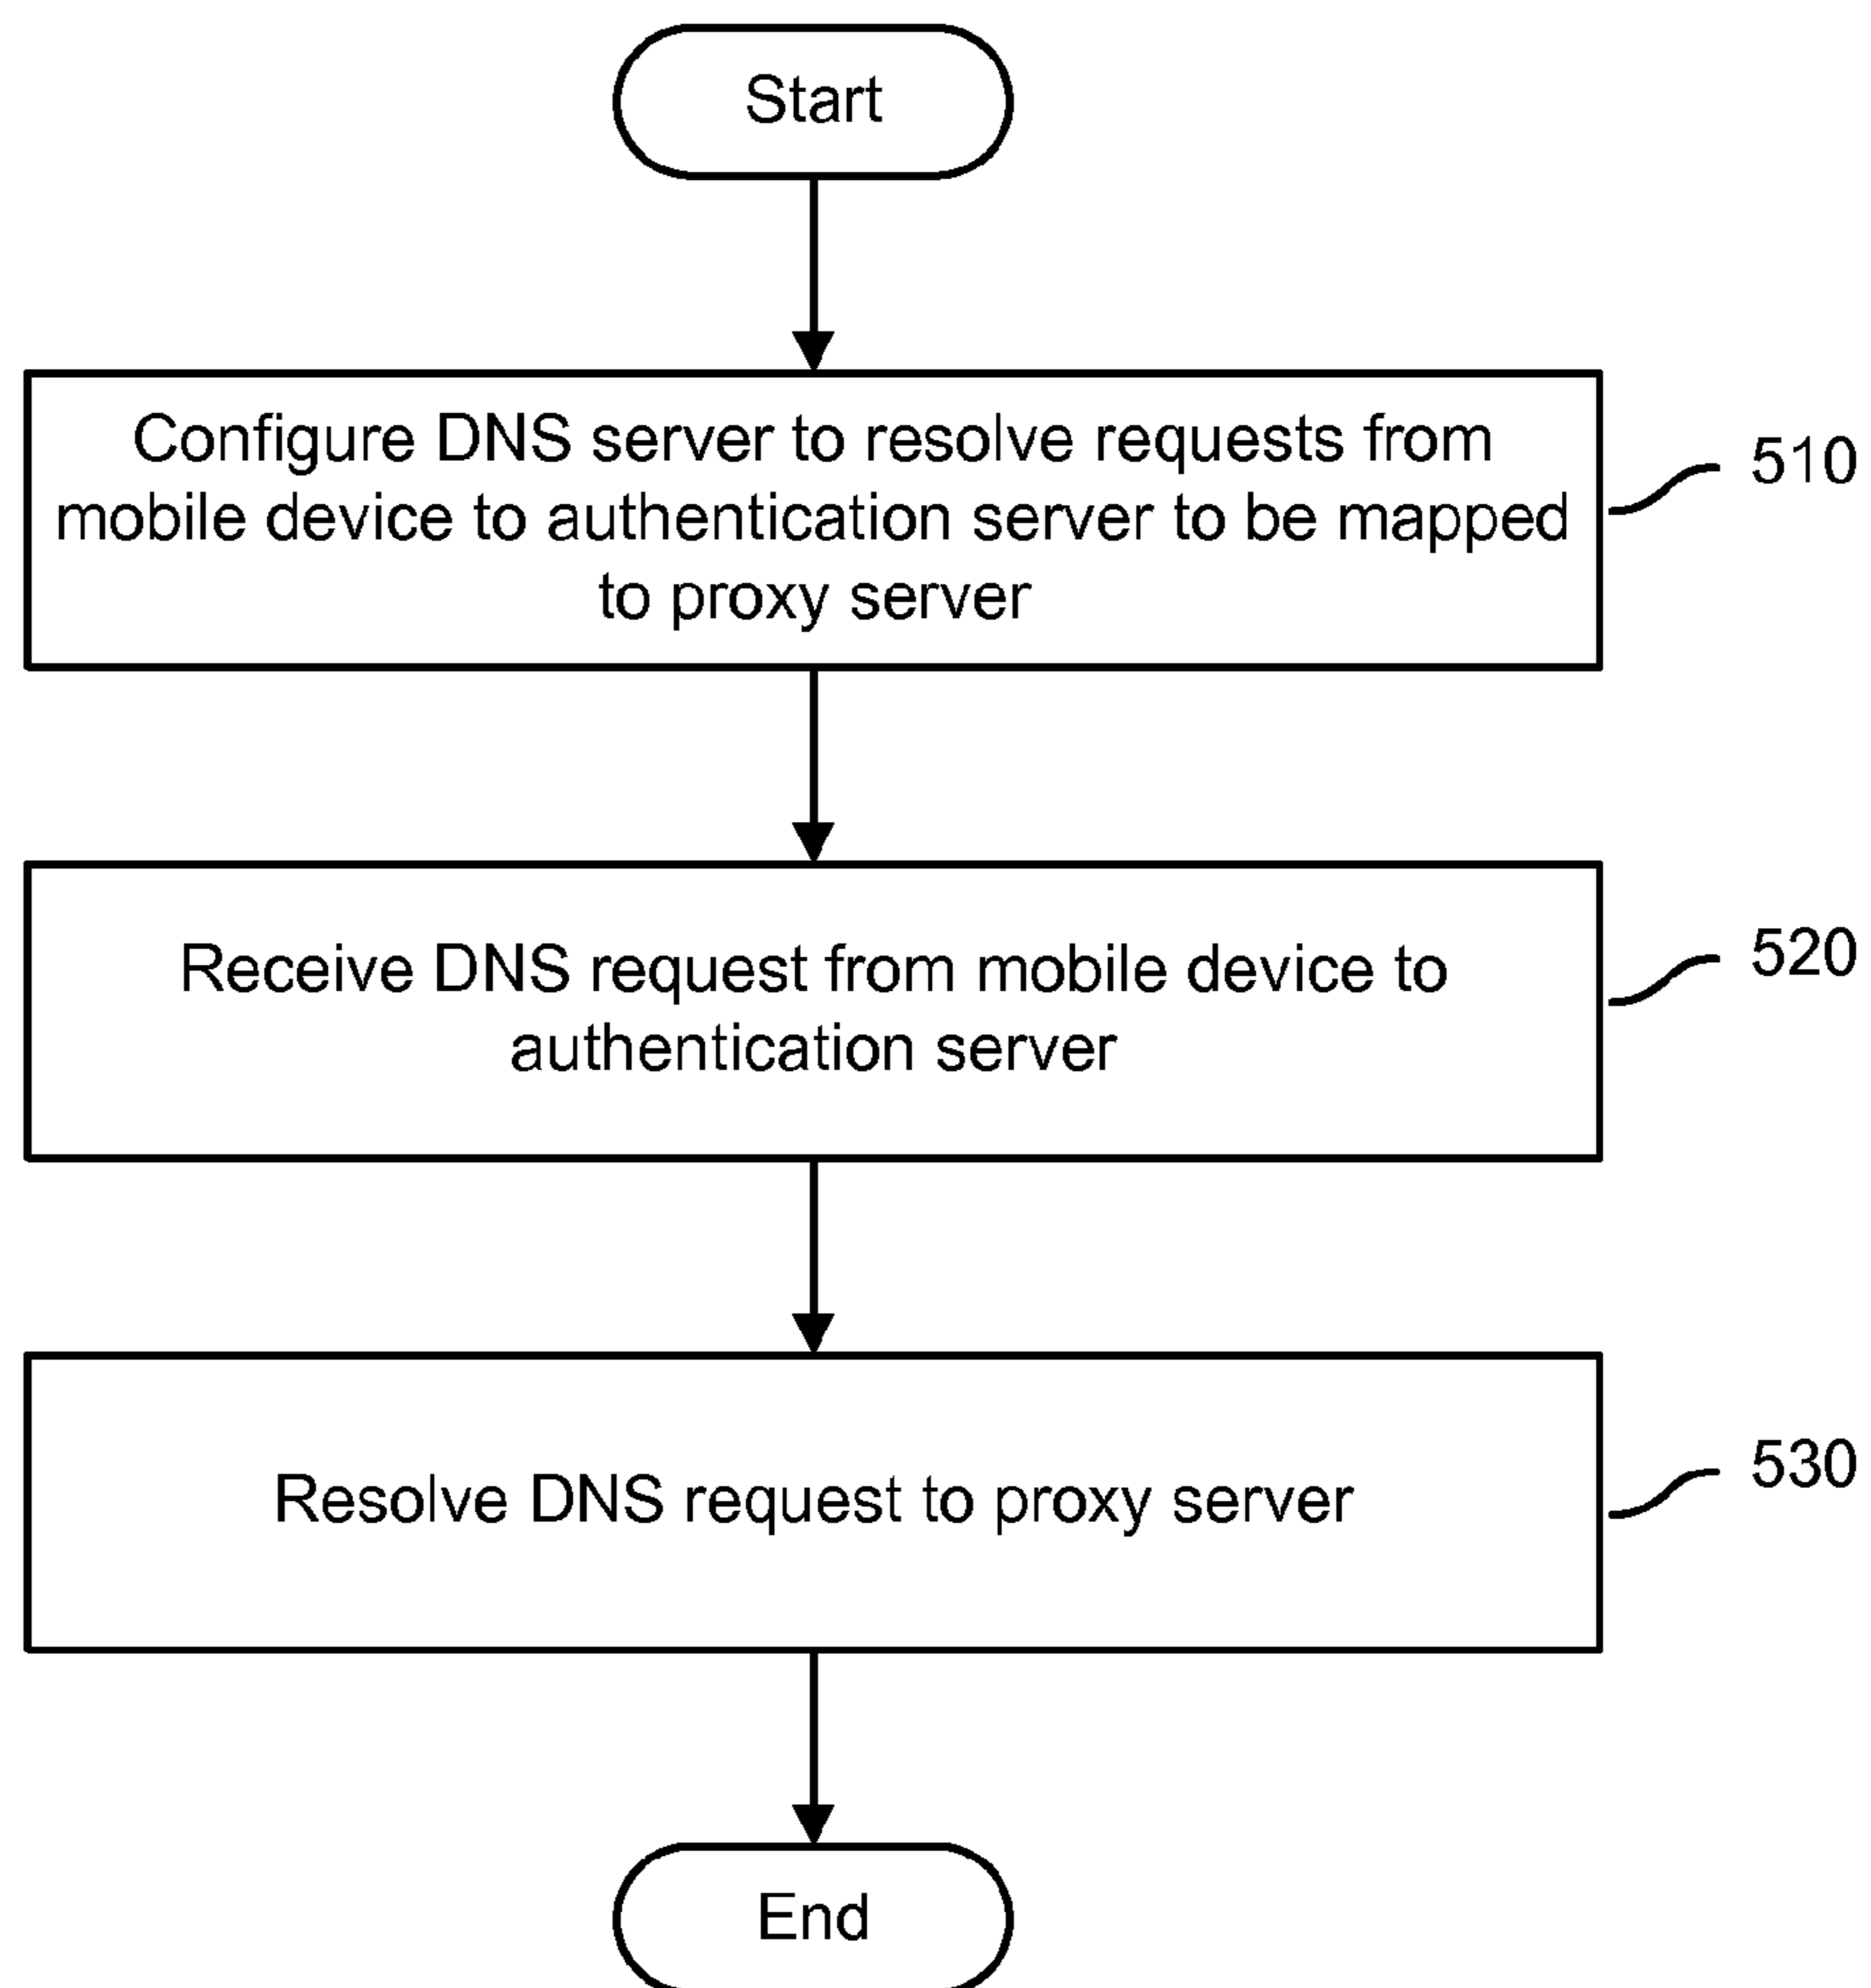 Start
Configure DNS server to resolve requests from
mobile device to authentication server to be mapped
to proxy server
510
Receive DNS request from mobile device to
authentication server
520
Resolve DNS request to proxy server
530
End